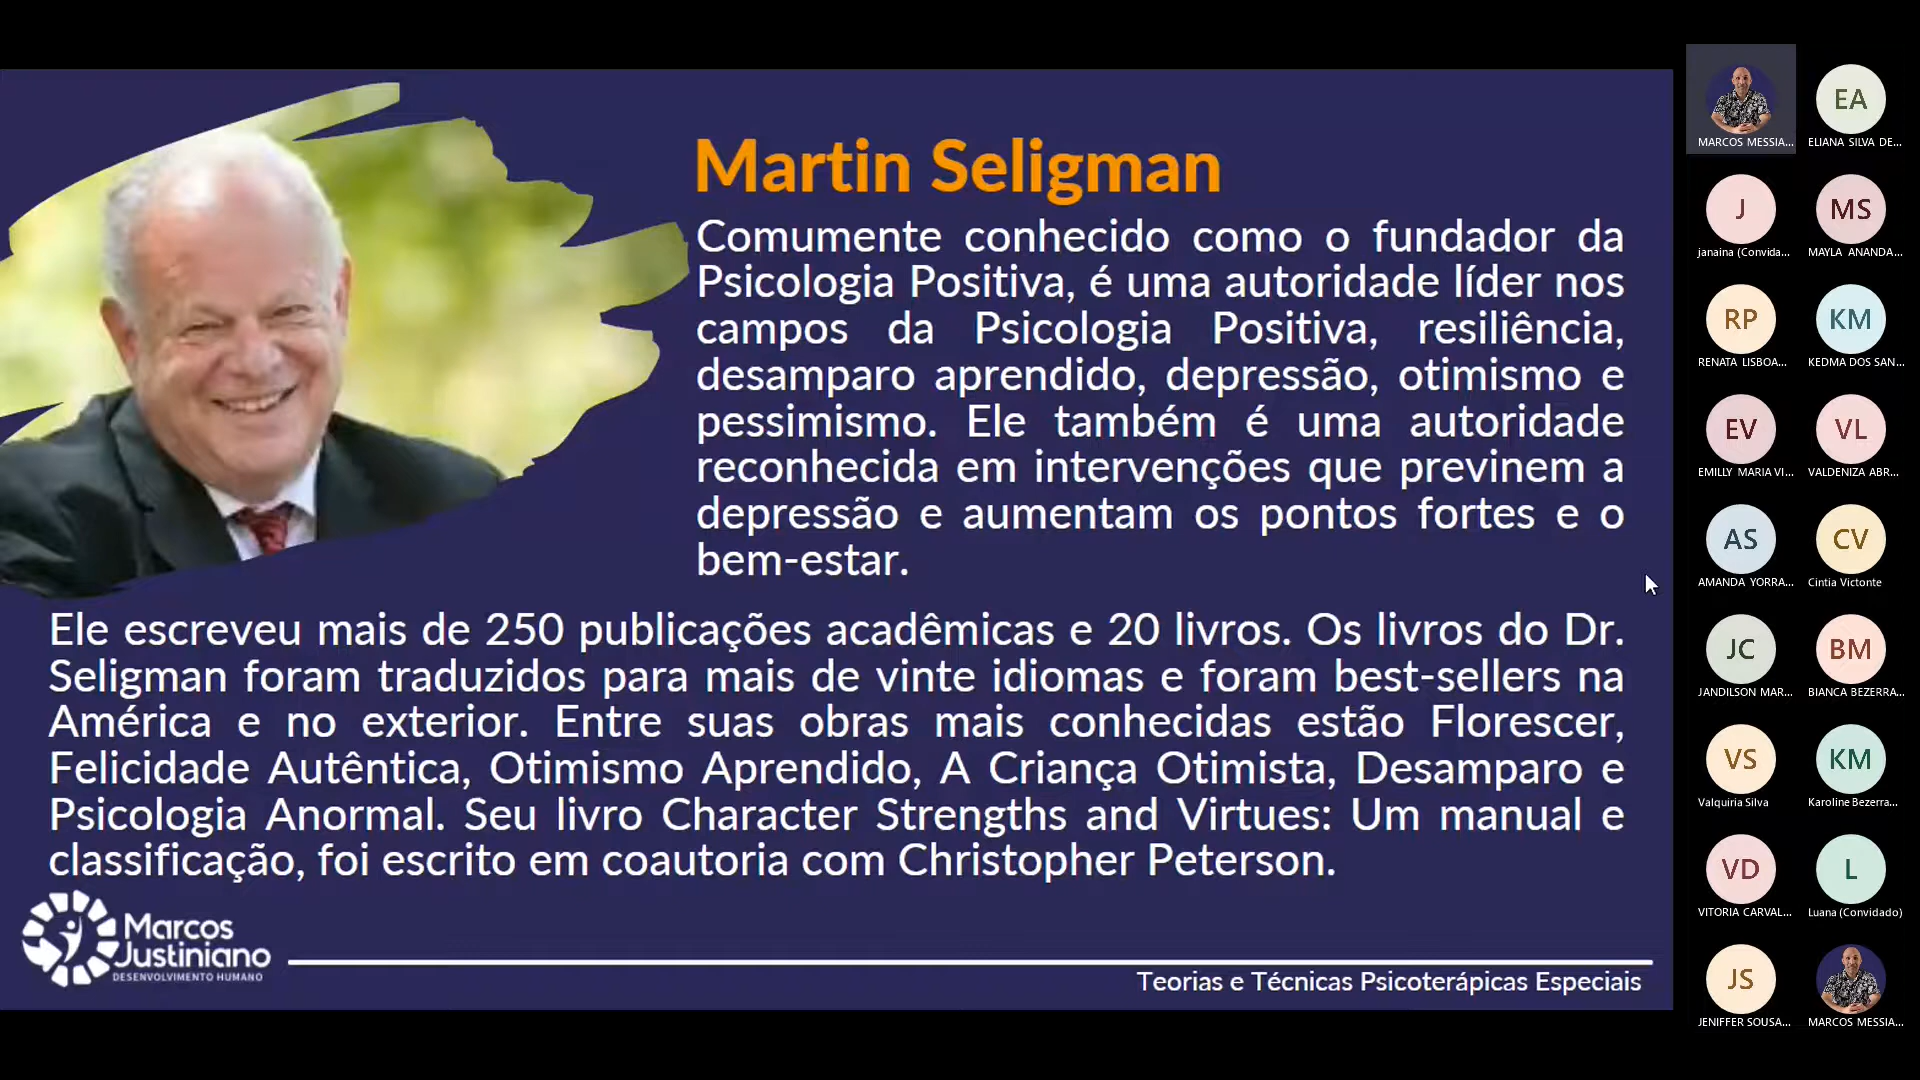 Martin Seligman
Comumente conhecido como o fundador da
Psicologia Positiva, é uma autoridade líder nos
campos da Psicologia Positiva, resiliência,
desamparo aprendido, depressão, otimismo e
pessimismo. Ele também é uma autoridade
reconhecida em intervenções que previnem a
depressão e aumentam os pontos fortes e o
bem-estar.
Ele escreveu mais de 250 publicações acadêmicas e 20 livros. Os livros do Dr.
Seligman foram traduzidos para mais de vinte idiomas e foram best-sellers na
América e no exterior. Entre suas obras mais conhecidas estão Florescer,
Felicidade Autêntica, Otimismo Aprendido, A Criança Otimista, Desamparo e
Psicologia Anormal. Seu livro Character Strengths and Virtues: Um manual e
classificação, foi escrito em coautoria com Christopher Peterson.
Marcos
Justiniano
DESENVOLVIMENTO HUMANO
Teorias e Técnicas Psicoterápicas Especiais
MARCOS MESSIA...
EA
ELIANA SILVA DE...
J
janaina (Convida...
MS
MAYLA ANANDA...
RP
RENATA LISBOA...
KM
KEDMA DOS SAN...
EV
EMILLY MARIA VI...
VL
VALDENIZA ABR...
AS
AMANDA YORRA...
CV
Cintia Victonte
JC
JANDILSON MAR...
BM
BIANCA BEZERRA...
VS
Valquiria Silva
KM
Karoline Bezerra...
VD
VITORIA CARVAL...
L
Luana (Convidado)
JS
JENIFFER SOUSA...
MARCOS MESSIA...